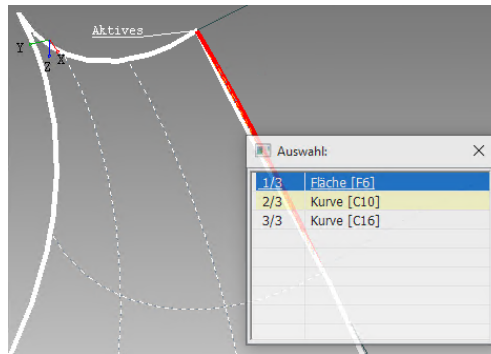 Aktives
Y
X
Z
Auswahl:
1/3 Fläche [F6]
2/3 Kurve [C10]
3/3 Kurve [C16]